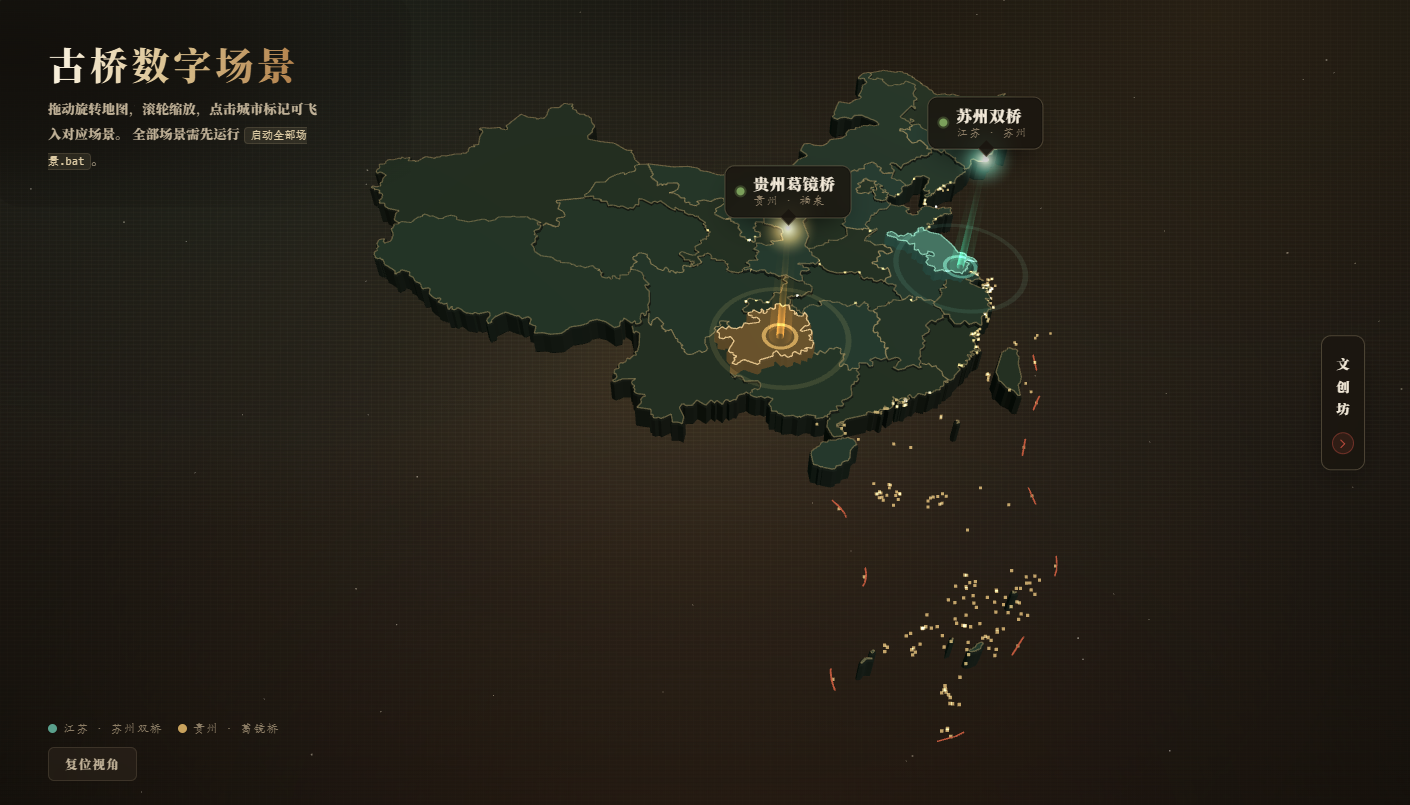 古桥数字场景
拖动旋转地图，滚轮缩放，点击城市标记可飞
入对应场景。 全部场景需先运行 启动全部场
景.bat 。
苏州双桥
江苏 · 苏州
贵州葛镜桥
贵州 · 福泉
文
创
坊
江苏 · 苏州双桥
贵州 · 葛镜桥
复位视角